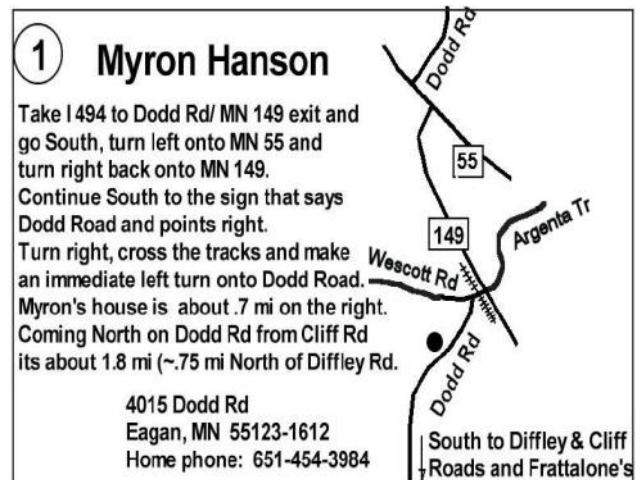 1
Myron Hanson
Take I 494 to Dodd Rd/ MN 149 exit and
go South, turn left onto MN 55 and
turn right back onto MN 149.
Continue South to the sign that says
Dodd Road and points right.
Turn right, cross the tracks and make
an immediate left turn onto Dodd Road.
Myron's house is about .7 mi on the right.
Coming North on Dodd Rd from Cliff Rd
its about 1.8 mi (~.75 mi North of Diffley Rd.
4015 Dodd Rd
Eagan, MN 55123-1612
Home phone: 651-454-3984
Dodd Rd
55
149
Argenta Tr
Wescott Rd
Dodd Rd
South to Diffley & Cliff
Roads and Frattalone's